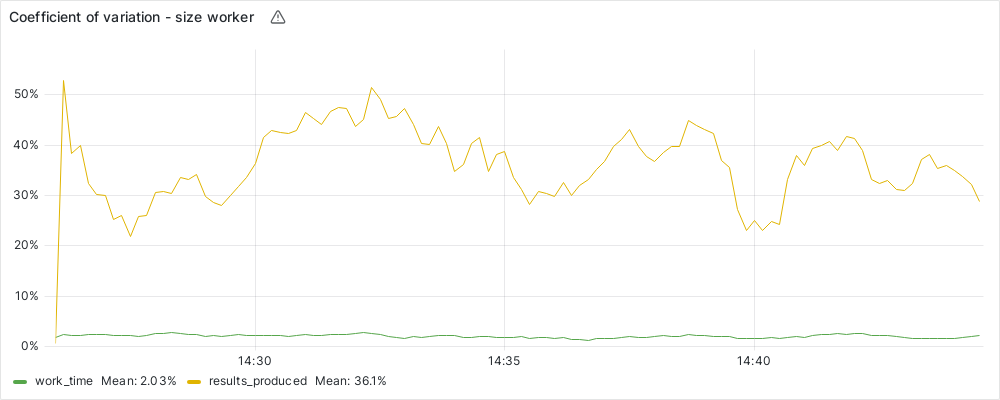 Coefficient of variation - size worker
50%
40%
30%
20%
10%
0%
14:30 14:35 14:40
work_time Mean: 2.03% results_produced Mean: 36.1%